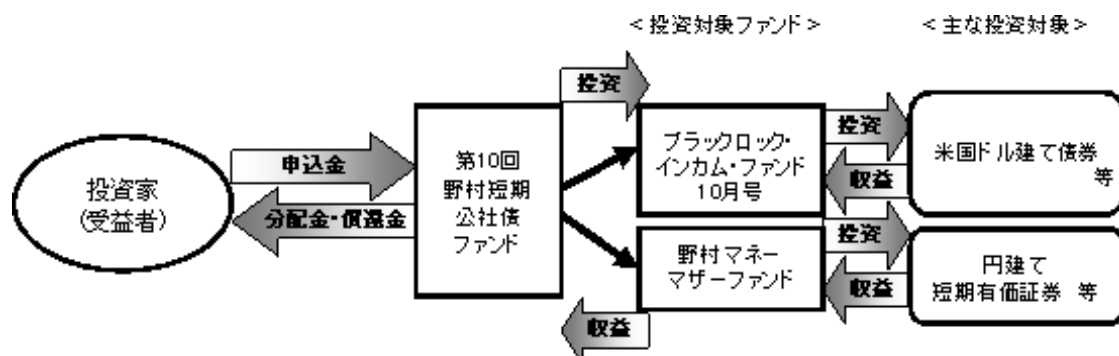 ＜投資対象ファンド＞
＜主な投資対象＞
投資
投資家
(受益者)
申込金
分配金・償還金
第10回
野村短期
公社債
ファンド
ブラックロック・
インカム・ファンド
10月号
投資
収益
米国ドル建て債券
等
野村マネー
マザーファンド
投資
収益
円建て
短期有価証券 等
収益